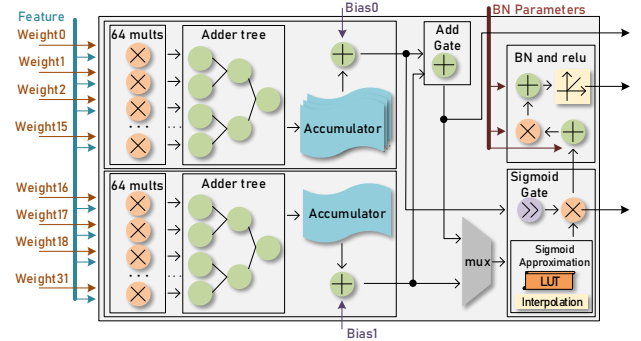 Feature
Bias0
BN Parameters
Weight0
Weight1
Weight2
Weight15
64 mults
Adder tree
...
Accumulator
Add
Gate
BN and relu
Weight16
Weight17
Weight18
Weight31
64 mults
Adder tree
...
Accumulator
mux
Sigmoid
Gate
Sigmoid
Approximation
LUT
Interpolation
Bias1